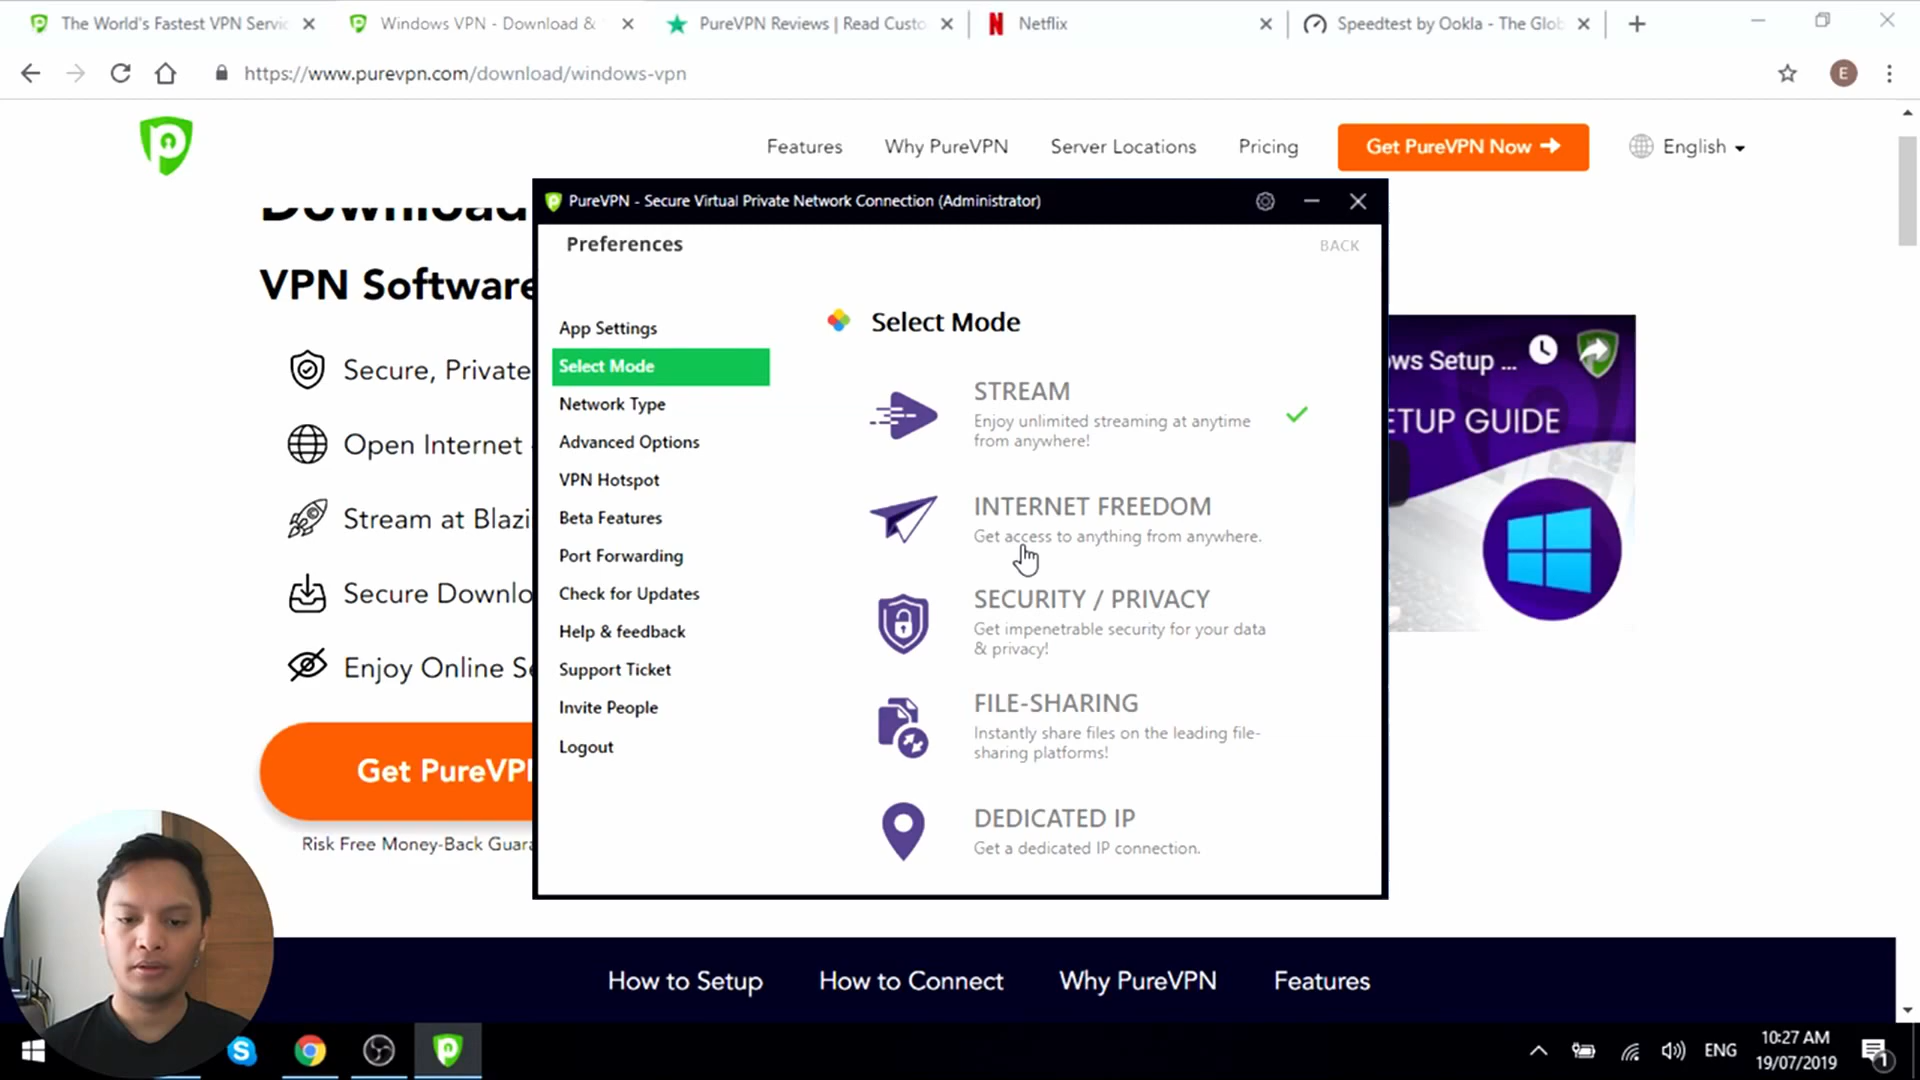 The World's Fastest VPN Servic
Windows VPN - Download &
PureVPN Reviews | Read Custo
Netflix
Speedtest by Ookla - The Glob
https://www.purevpn.com/download/windows-vpn
E
Features
Why PureVPN
Server Locations
Pricing
Get PureVPN Now
English
Download
VPN Software
Secure, Private
Open Internet
Stream at Blazi
Secure Downlo
Enjoy Online Se
Get PureVPN
Risk Free Money-Back Guara
PureVPN - Secure Virtual Private Network Connection (Administrator)
Preferences
BACK
App Settings
Select Mode
Network Type
Advanced Options
VPN Hotspot
Beta Features
Port Forwarding
Check for Updates
Help & feedback
Support Ticket
Invite People
Logout
Select Mode
STREAM
Enjoy unlimited streaming at anytime
from anywhere!
INTERNET FREEDOM
Get access to anything from anywhere.
SECURITY / PRIVACY
Get impenetrable security for your data
& privacy!
FILE-SHARING
Instantly share files on the leading file-
sharing platforms!
DEDICATED IP
Get a dedicated IP connection.
ws Setup ...
ETUP GUIDE
How to Setup
How to Connect
Why PureVPN
Features
ENG
10:27 AM
19/07/2019
1